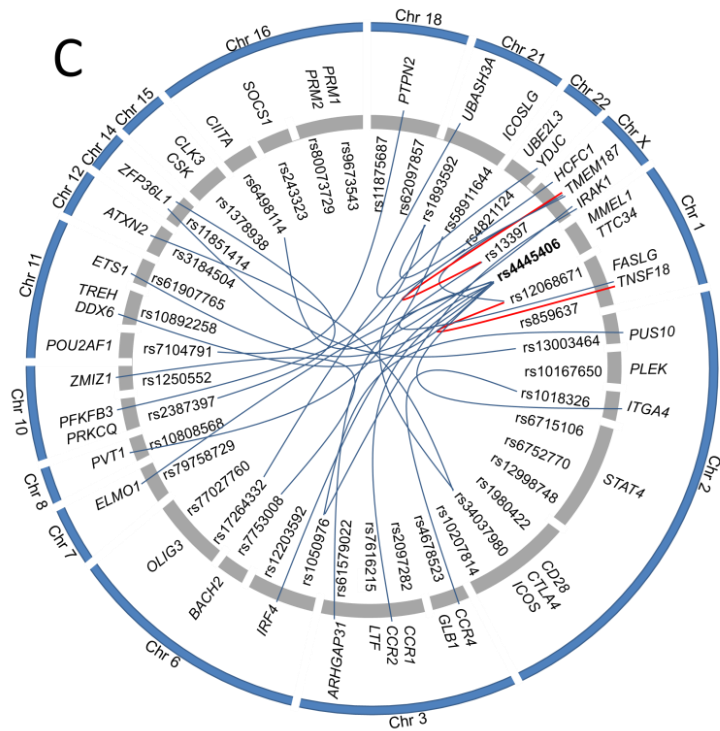 C
Chr 18
Chr 21
Chr 22
Chr X
Chr 1
Chr 2
Chr 3
Chr 6
Chr 7
Chr 8
Chr 10
Chr 11
Chr 12
Chr 14
Chr 15
Chr 16
PTPN2
UBASH3A
ICOSLG
UBE2L3
YDJC
HCFC1
TMEM187
IRAK1
MMEL1
TTC34
FASLG
TNSF18
PUS10
PLEK
ITGA4
STAT4
CD28
CTLA4
ICOS
CCR4
GLB1
CCR1
CCR2
LTF
ARHGAP31
IRF4
BACH2
OLIG3
ELMO1
PVT1
PFKFB3
PRKCQ
ZMIZ1
POU2AF1
TREH
DDX6
ETS1
ATXN2
ZFP36L1
CLK3
CSK
CIITA
SOCS1
PRM1
PRM2
rs11875687
rs62097857
rs1893592
rs58911644
rs4821124
rs13397
rs4445406
rs12068671
rs859637
rs13003464
rs10167650
rs1018326
rs6715106
rs6752770
rs12998748
rs1980422
rs34037980
rs10207814
rs4678523
rs2097282
rs7616215
rs61579022
rs1050976
rs12203592
rs7753008
rs17264332
rs77027760
rs79758729
rs10808568
rs2387397
rs1250552
rs7104791
rs10892258
rs61907765
rs3184504
rs11851414
rs1378938
rs6498114
rs243323
rs80073729
rs9673543